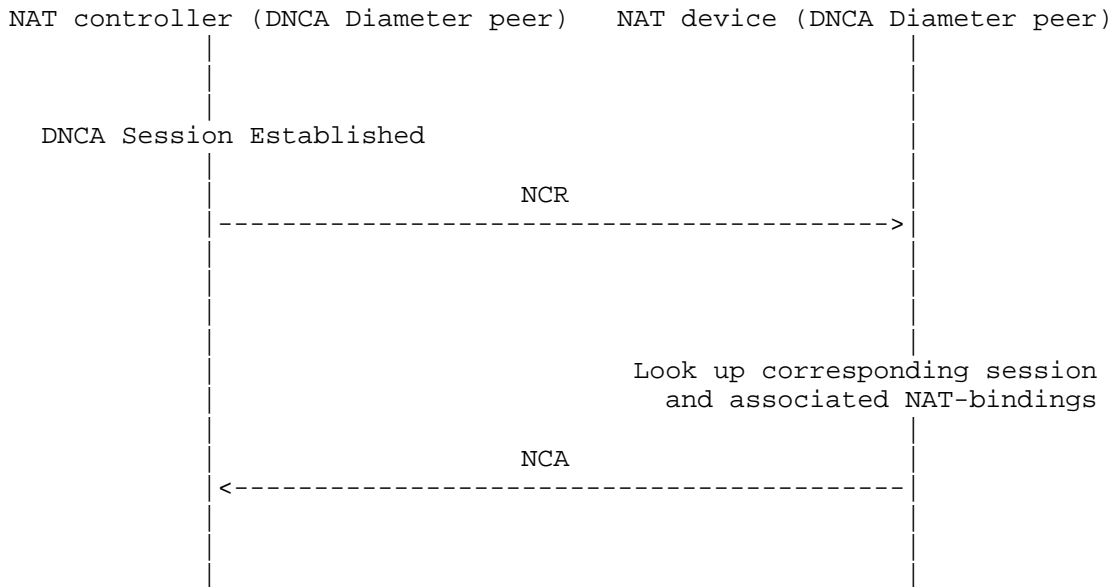 NAT controller (DNCA Diameter peer) NAT device (DNCA Diameter peer)
DNCA Session Established
NCR
Look up corresponding session
and associated NAT-bindings
NCA